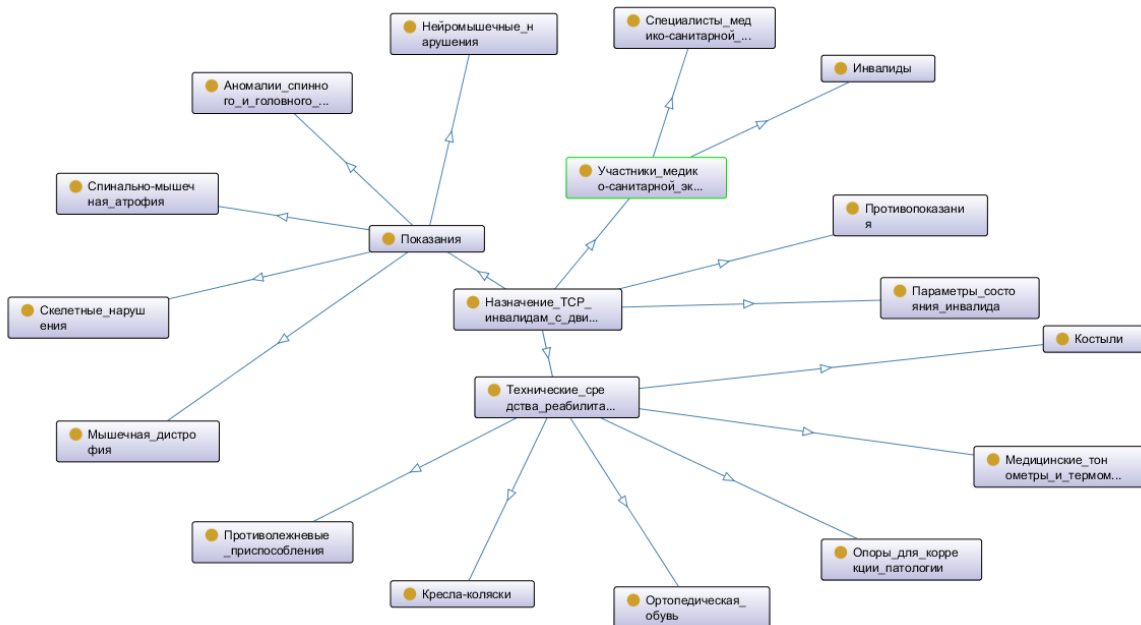 Специалисты_мед
ико-санитарной_...
Нейромышечные_н
арушения
Инвалиды
Аномалии_спинно
го_и_головного_...
Участники_медик
о-санитарной_эк...
Спинально-мышеч
ная_атрофия
Противопоказани
я
Показания
Параметры_состо
яния_инвалида
Назначение_ТСР_
инвалидам_с_дви...
Скелетные_наруш
ения
Костыли
Технические_сре
дства_реабилита...
Мышечная_дистро
фия
Медицинские_тон
ометры_и_термом...
Противолежневые
_приспособления
Опоры_для_корре
кции_патологии
Кресла-коляски
Ортопедическая_
обувь